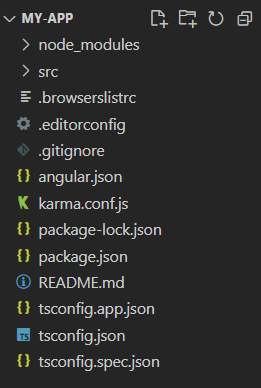 MY-APP
node_modules
src
.browserslistrc
.editorconfig
.gitignore
{} angular.json
karma.conf.js
{} package-lock.json
{} package.json
README.md
{} tsconfig.app.json
TS tsconfig.json
{} tsconfig.spec.json